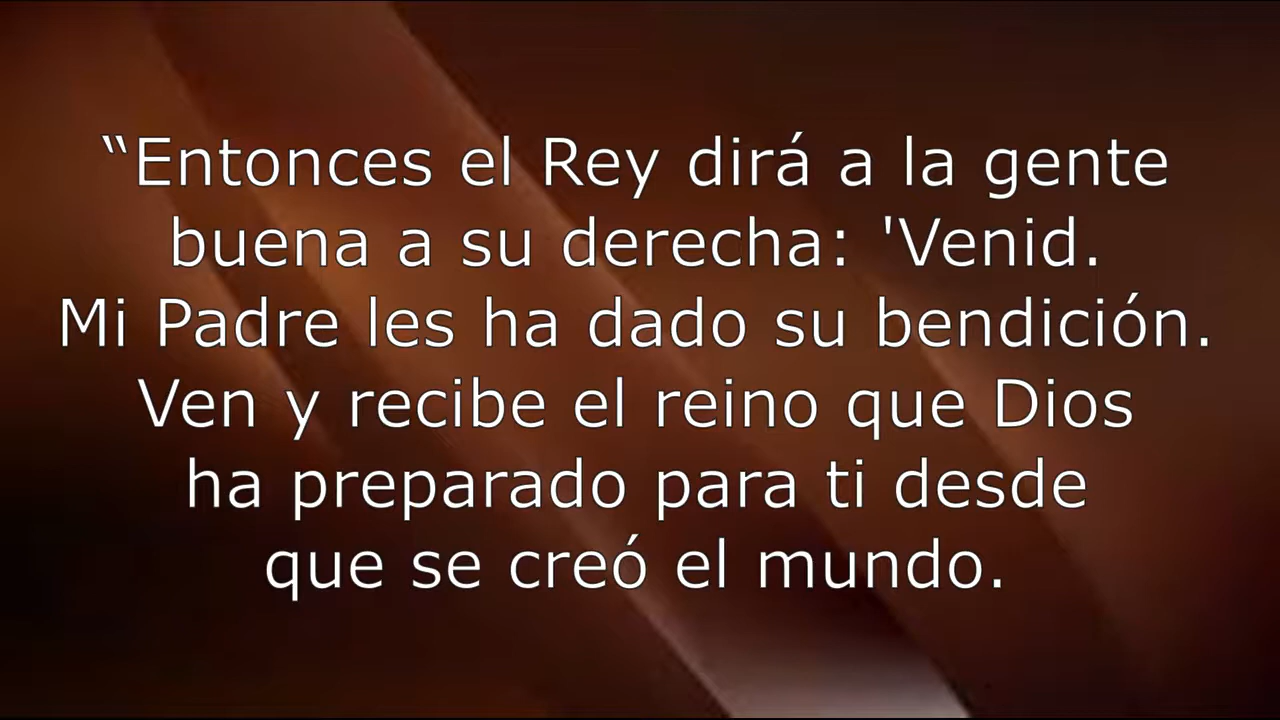 “Entonces el Rey dirá a la gente
buena a su derecha: 'Venid.
Mi Padre les ha dado su bendición.
Ven y recibe el reino que Dios
ha preparado para ti desde
que se creó el mundo.